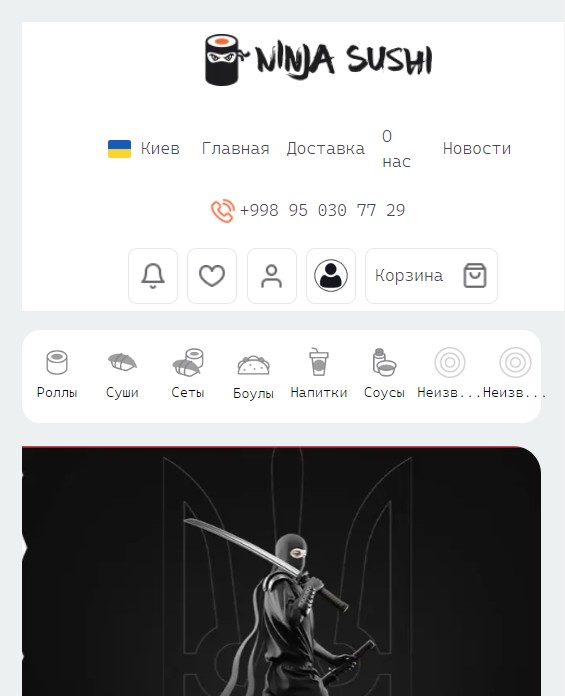 NINJA SUSHI
Киев Главная Доставка О нас Новости
+998 95 030 77 29
Корзина
Роллы Суши Сеты Боулы Напитки Соусы Неизв... Неизв...